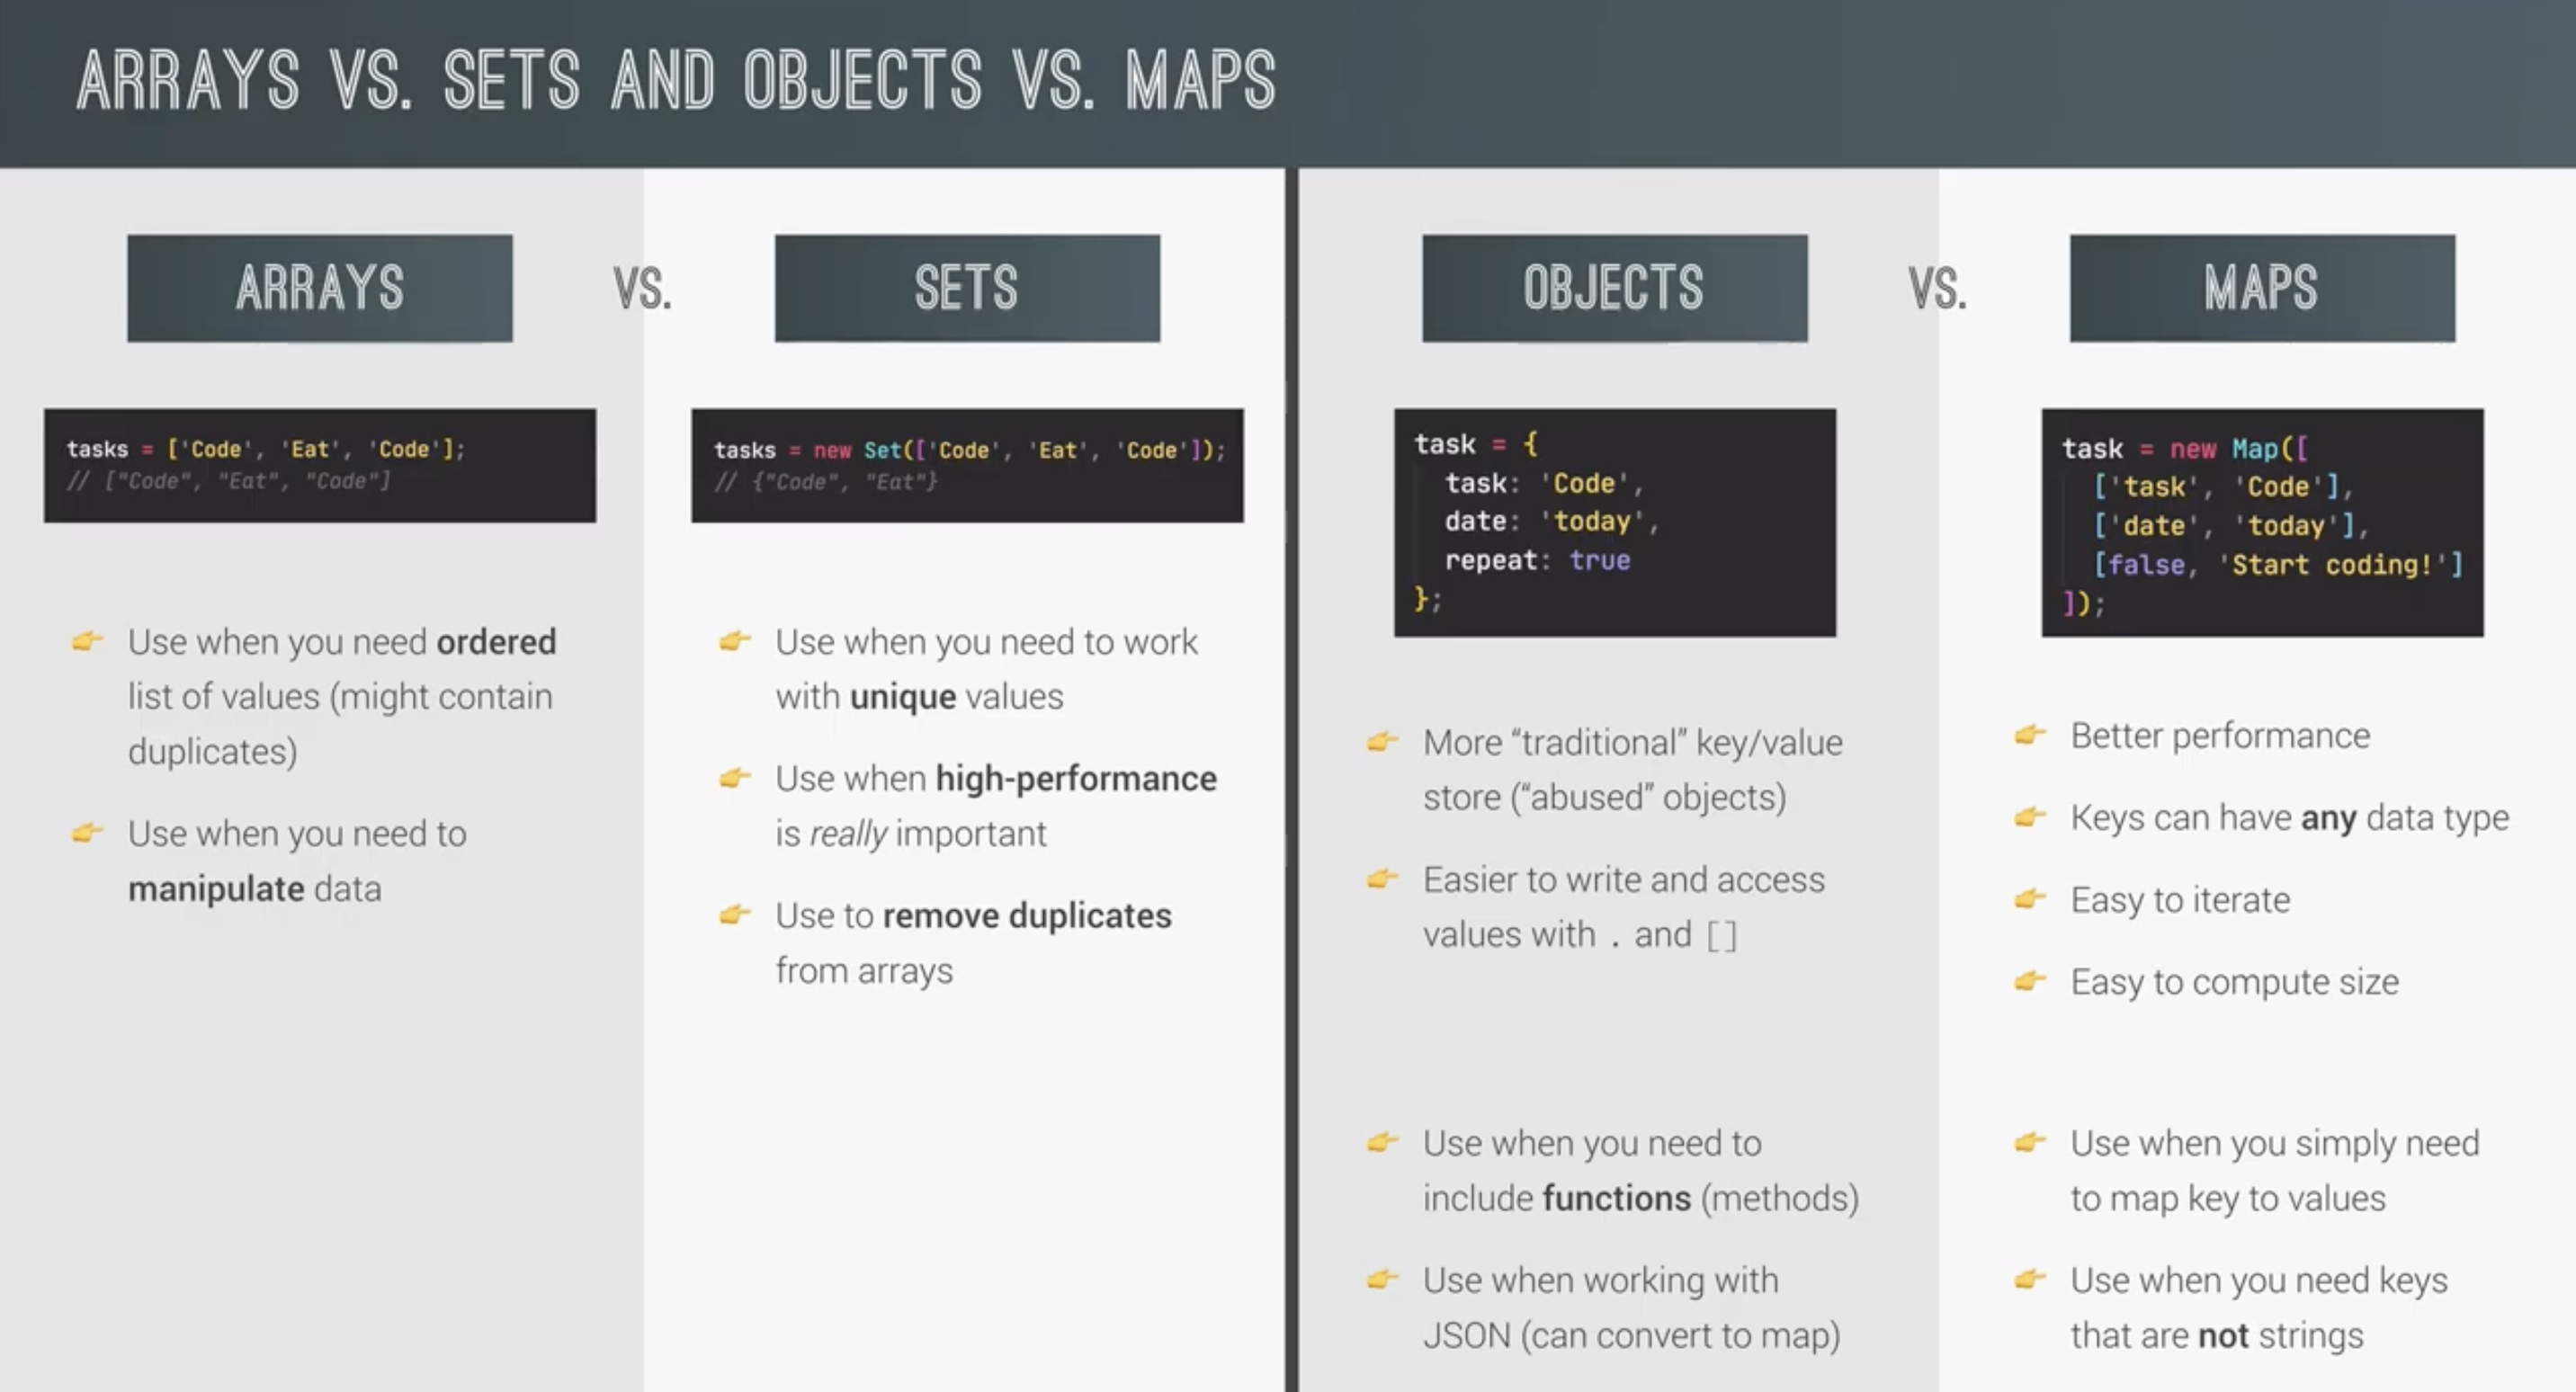 ARRAYS VS. SETS AND OBJECTS VS. MAPS
ARRAYS
VS.
SETS
tasks = ['Code', 'Eat', 'Code'];
// ["Code", "Eat", "Code"]
tasks = new Set(['Code', 'Eat', 'Code']);
// {"Code", "Eat"}
👉 Use when you need ordered
list of values (might contain
duplicates)
👉 Use when you need to
manipulate data
👉 Use when you need to work
with unique values
👉 Use when high-performance
is really important
👉 Use to remove duplicates
from arrays
OBJECTS
VS.
MAPS
task = {
task: 'Code',
date: 'today',
repeat: true
};
👉 More “traditional” key/value
store (“abused” objects)
👉 Easier to write and access
values with . and []
👉 Use when you need to
include functions (methods)
👉 Use when working with
JSON (can convert to map)
task = new Map([
['task', 'Code'],
['date', 'today'],
[false, 'Start coding!']
]);
👉 Better performance
👉 Keys can have any data type
👉 Easy to iterate
👉 Easy to compute size
👉 Use when you simply need
to map key to values
👉 Use when you need keys
that are not strings